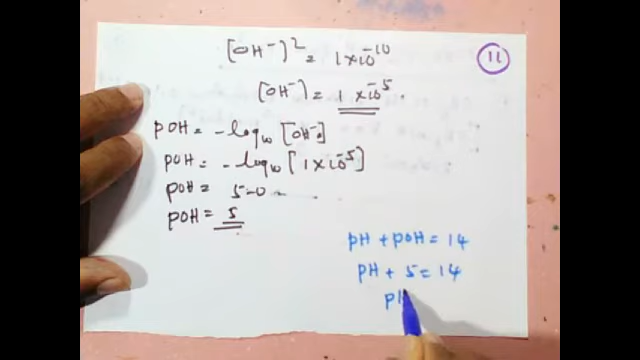 [OH⁻]² = 1×10⁻¹⁰
11
[OH⁻] = 1×10⁻⁵.
pOH = -log₁₀ [OH⁻]
pOH = -log₁₀ [1×10⁻⁵]
pOH = 5-0
pOH = 5
pH + pOH = 14
pH + 5 = 14
pH